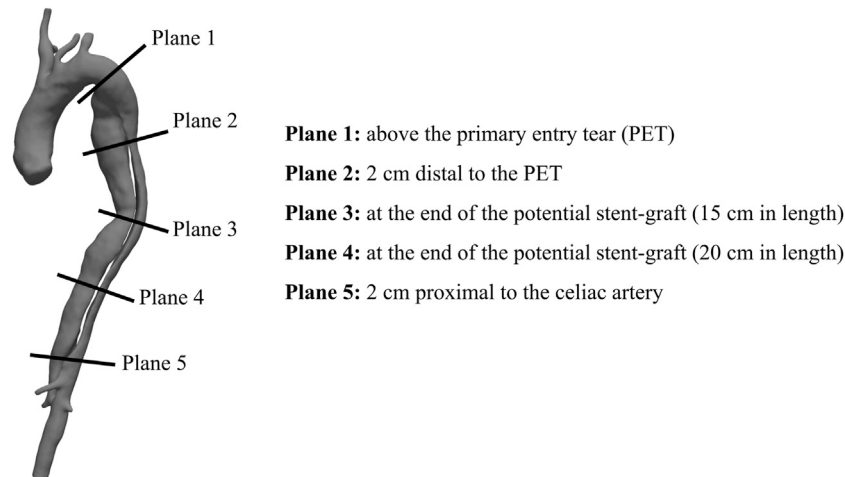 Plane 1
Plane 2
Plane 3
Plane 4
Plane 5
Plane 1: above the primary entry tear (PET)
Plane 2: 2 cm distal to the PET
Plane 3: at the end of the potential stent-graft (15 cm in length)
Plane 4: at the end of the potential stent-graft (20 cm in length)
Plane 5: 2 cm proximal to the celiac artery